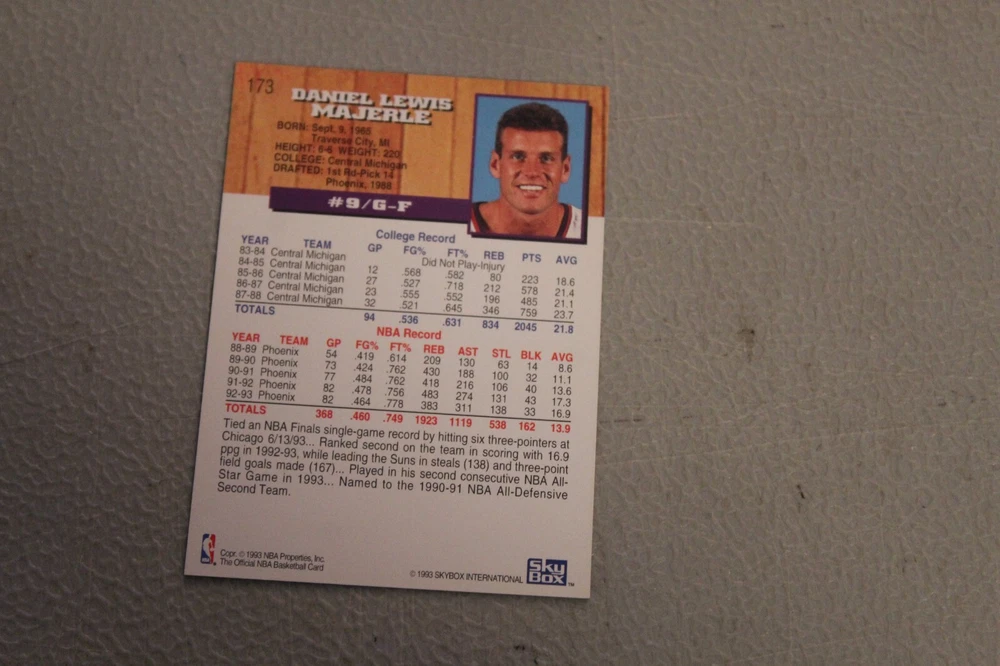 173
DANIEL LEWIS
MAJERLE
BORN: Sept. 9, 1965
Traverse City, MI
HEIGHT: 6-6 WEIGHT: 220
COLLEGE: Central Michigan
DRAFTED: 1st Rd-Pick 14
Phoenix, 1988
#9/G-F
College Record
YEAR TEAM GP FG% FT% REB PTS AVG
83-84 Central Michigan Did Not Play-Injury
84-85 Central Michigan 12 .568 .582 80 223 18.6
85-86 Central Michigan 27 .527 .718 212 578 21.4
86-87 Central Michigan 23 .555 .552 196 485 21.1
87-88 Central Michigan 32 .521 .645 346 759 23.7
TOTALS 94 .536 .631 834 2045 21.8
NBA Record
YEAR TEAM GP FG% FT% REB AST STL BLK AVG
88-89 Phoenix 54 .419 .614 209 130 63 14 8.6
89-90 Phoenix 73 .424 .762 430 188 100 32 11.1
90-91 Phoenix 77 .484 .762 418 216 106 40 13.6
91-92 Phoenix 82 .478 .756 483 274 131 43 17.3
92-93 Phoenix 82 .464 .778 383 311 138 33 16.9
TOTALS 368 .460 .749 1923 1119 538 162 13.9
Tied an NBA Finals single-game record by hitting six three-pointers at
Chicago 6/13/93... Ranked second on the team in scoring with 16.9
ppg in 1992-93, while leading the Suns in steals (138) and three-point
field goals made (167)... Played in his second consecutive NBA All-
Star Game in 1993... Named to the 1990-91 NBA All-Defensive
Second Team.
Copr. © 1993 NBA Properties, Inc.
The Official NBA Basketball Card
© 1993 SKYBOX INTERNATIONAL
SkyBox™